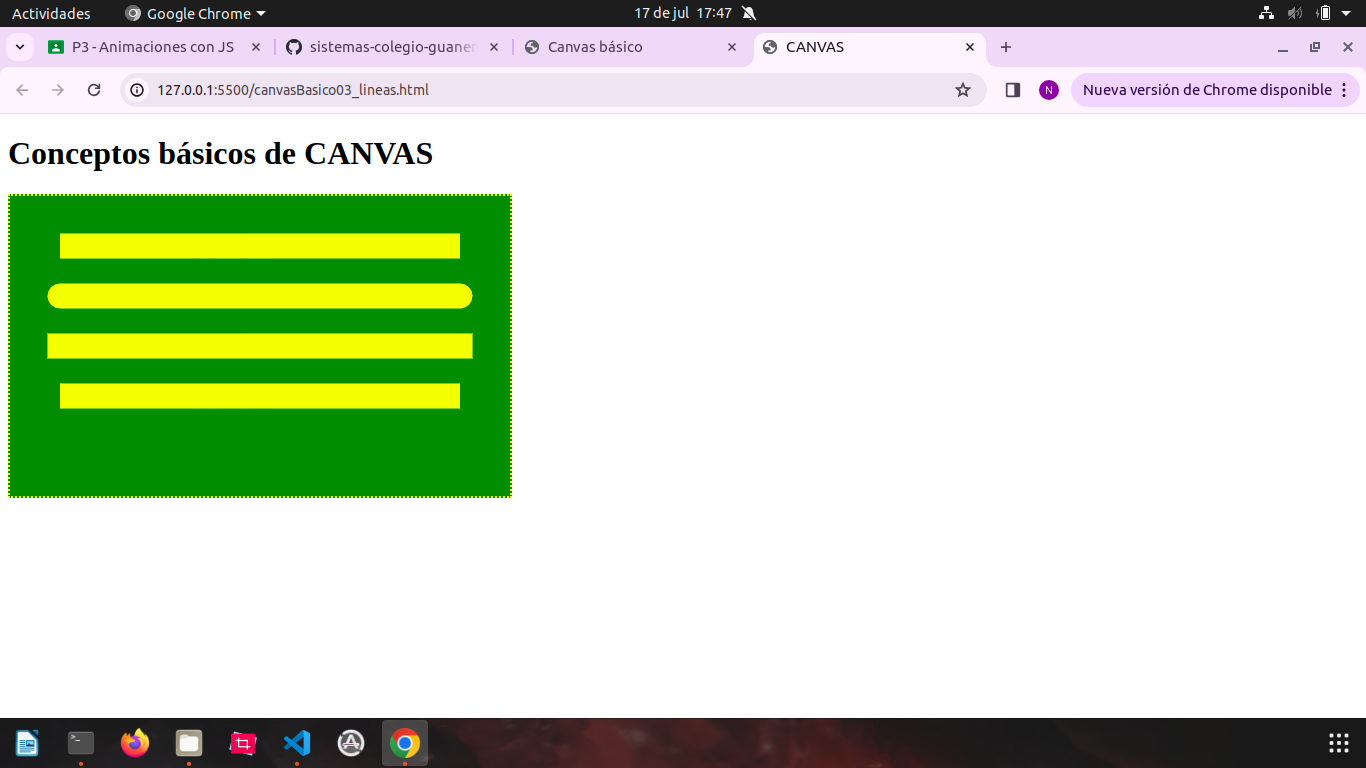 Actividades Google Chrome 17 de jul 17:47
P3 - Animaciones con JS sistemas-colegio-guaner Canvas básico CANVAS
127.0.0.1:5500/canvasBasico03_lineas.html N Nueva versión de Chrome disponible
Conceptos básicos de CANVAS